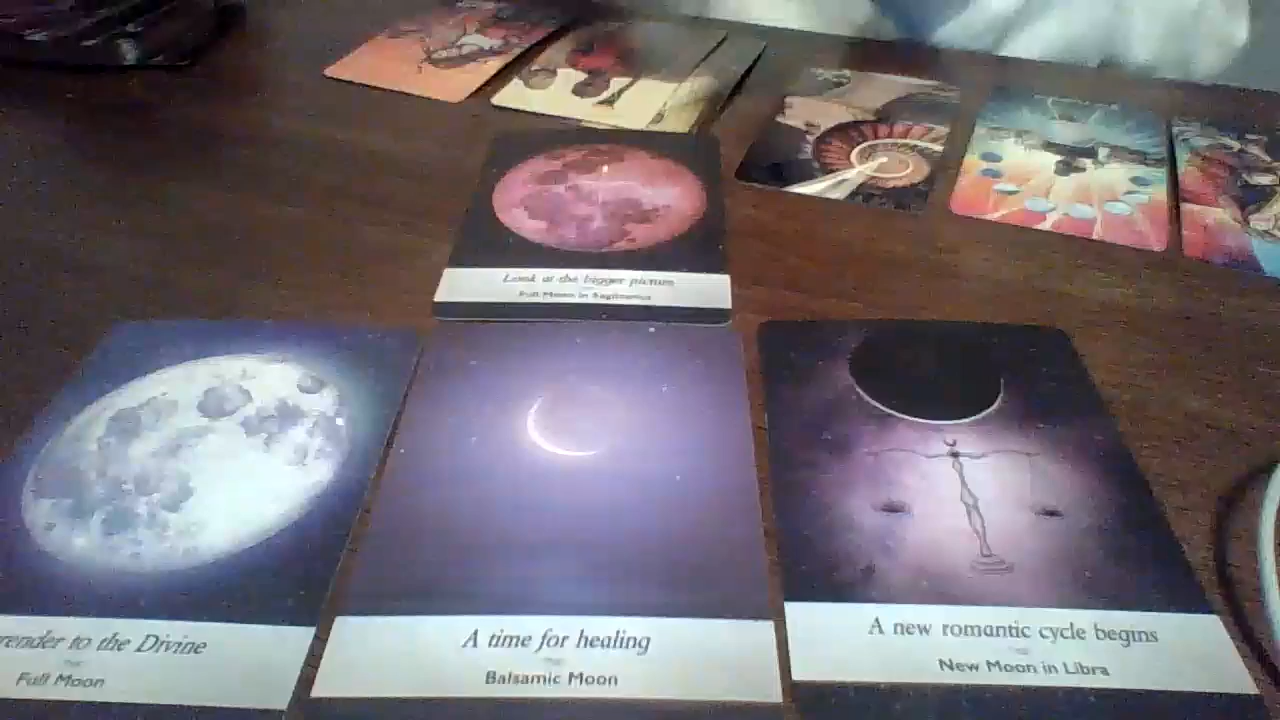 Look at the bigger picture
Full Moon in Sagittarius
render to the Divine
Full Moon
A time for healing
Balsamic Moon
A new romantic cycle begins
New Moon in Libra